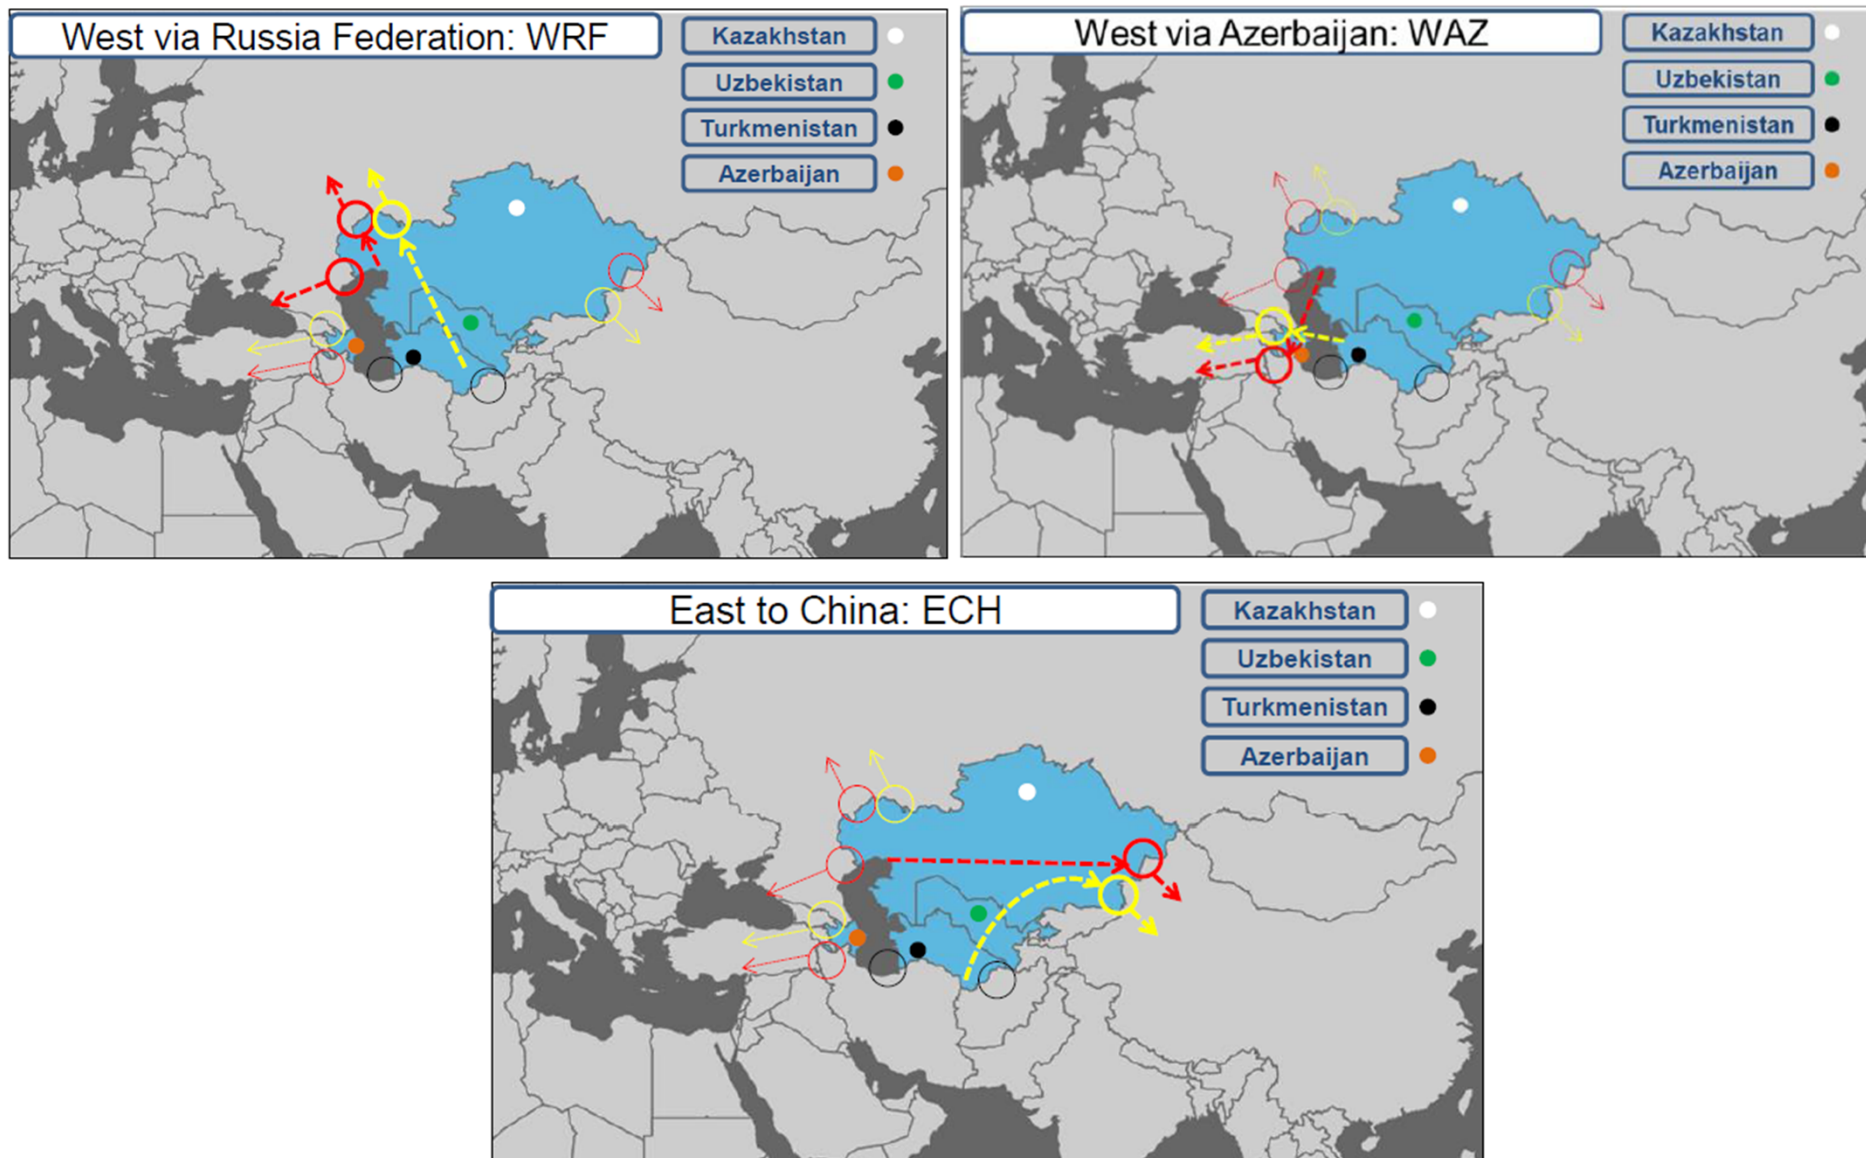 West via Russia Federation: WRF
Kazakhstan
Uzbekistan
Turkmenistan
Azerbaijan
West via Azerbaijan: WAZ
Kazakhstan
Uzbekistan
Turkmenistan
Azerbaijan
East to China: ECH
Kazakhstan
Uzbekistan
Turkmenistan
Azerbaijan